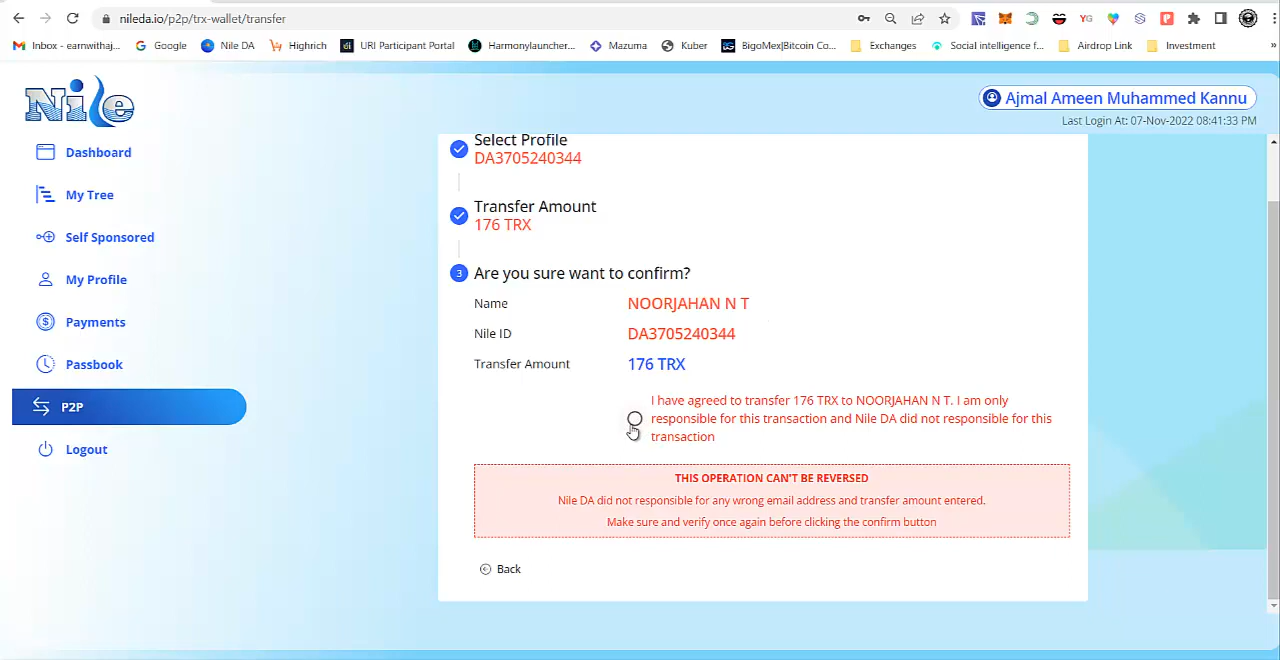 nileda.io/p2p/trx-wallet/transfer
Inbox - earnwithaj... Google Nile DA Highrich URI Participant Portal Harmonylauncher... Mazuma Kuber BigoMex|Bitcoin Co... Exchanges Social intelligence f... Airdrop Link Investment »
Nile
Ajmal Ameen Muhammed Kannu
Last Login At: 07-Nov-2022 08:41:33 PM
Dashboard
My Tree
Self Sponsored
My Profile
Payments
Passbook
P2P
Logout
Select Profile
DA3705240344
Transfer Amount
176 TRX
3 Are you sure want to confirm?
Name NOORJAHAN N T
Nile ID DA3705240344
Transfer Amount 176 TRX
I have agreed to transfer 176 TRX to NOORJAHAN N T. I am only
responsible for this transaction and Nile DA did not responsible for this
transaction
THIS OPERATION CAN'T BE REVERSED
Nile DA did not responsible for any wrong email address and transfer amount entered.
Make sure and verify once again before clicking the confirm button
Back